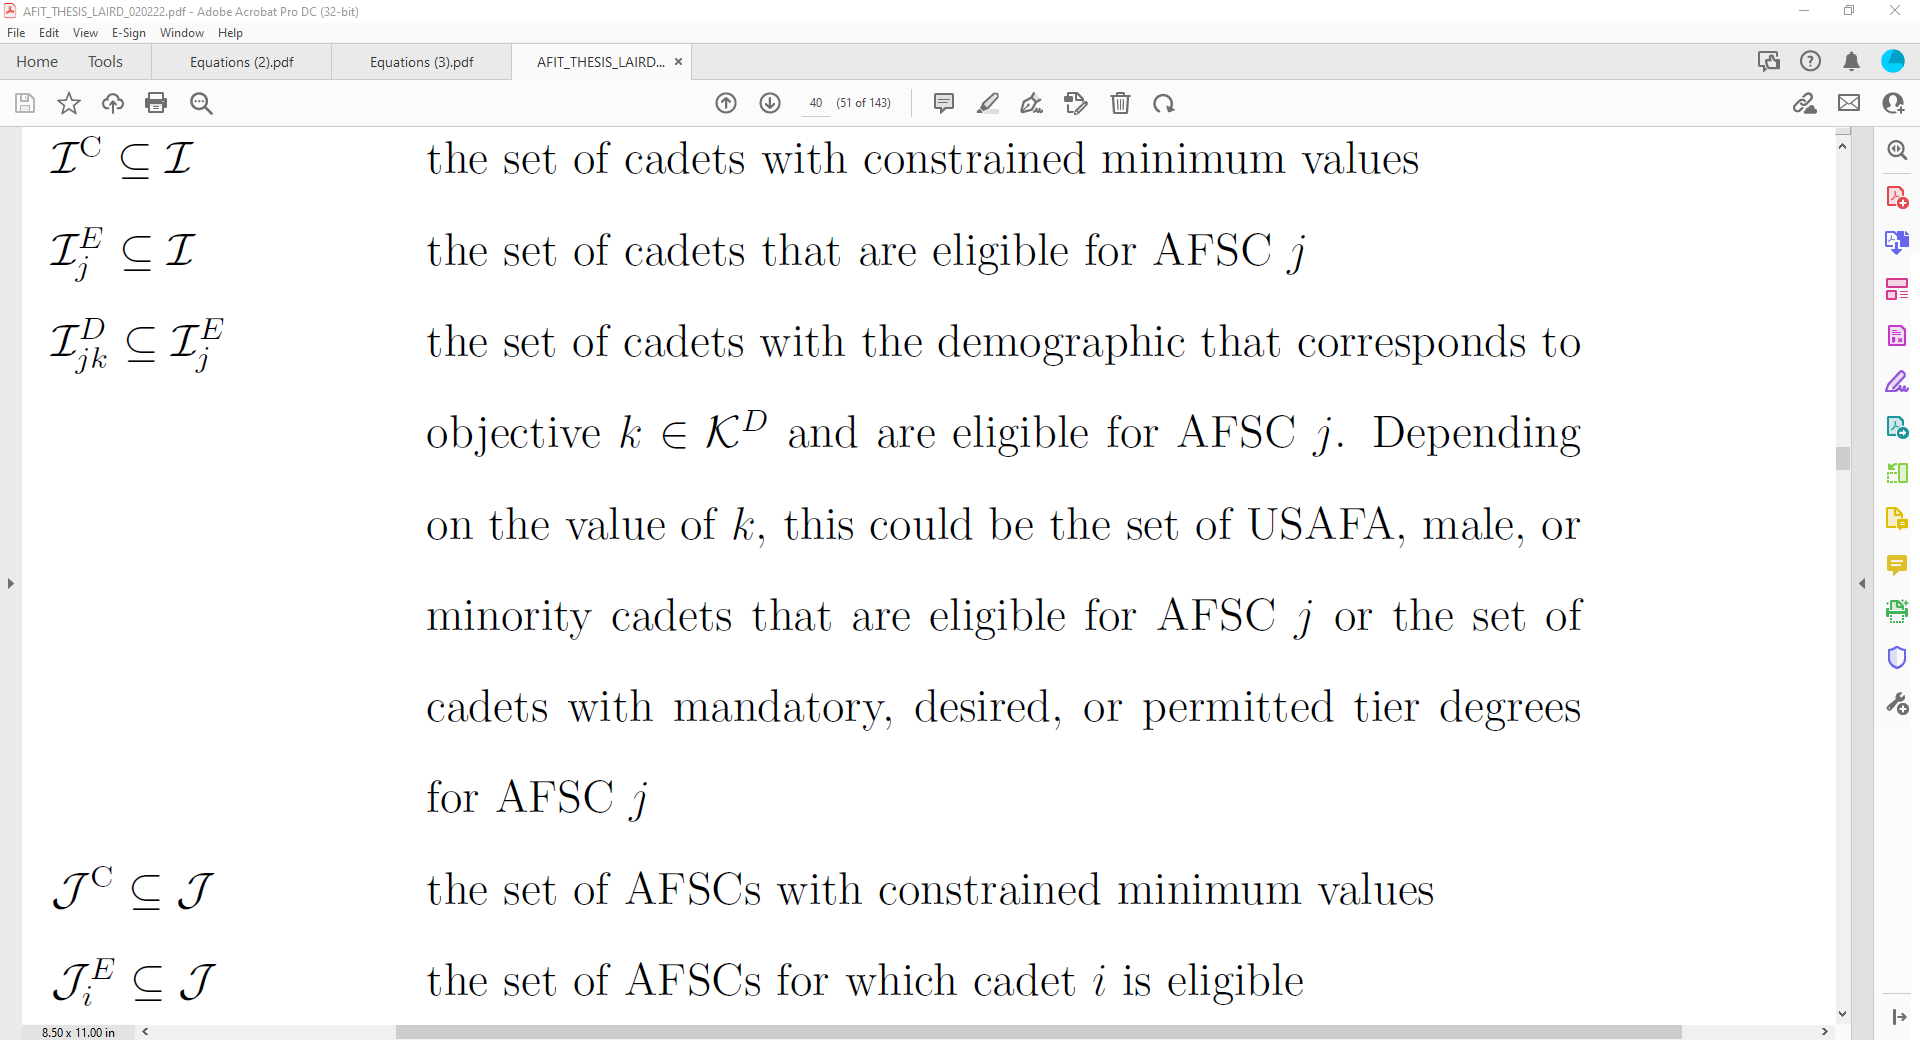 AFIT_THESIS_LAIRD_020222.pdf - Adobe Acrobat Pro DC (32-bit)
File Edit View E-Sign Window Help
Home Tools Equations (2).pdf Equations (3).pdf AFIT_THESIS_LAIRD... ×
40 (51 of 143)
𝓘^C ⊆ 𝓘 the set of cadets with constrained minimum values
𝓘_j^E ⊆ 𝓘 the set of cadets that are eligible for AFSC j
𝓘_{jk}^D ⊆ 𝓘_j^E the set of cadets with the demographic that corresponds to
objective k ∈ 𝓚^D and are eligible for AFSC j. Depending
on the value of k, this could be the set of USAFA, male, or
minority cadets that are eligible for AFSC j or the set of
cadets with mandatory, desired, or permitted tier degrees
for AFSC j
𝓙^C ⊆ 𝓙 the set of AFSCs with constrained minimum values
𝓙_i^E ⊆ 𝓙 the set of AFSCs for which cadet i is eligible
8.50 x 11.00 in